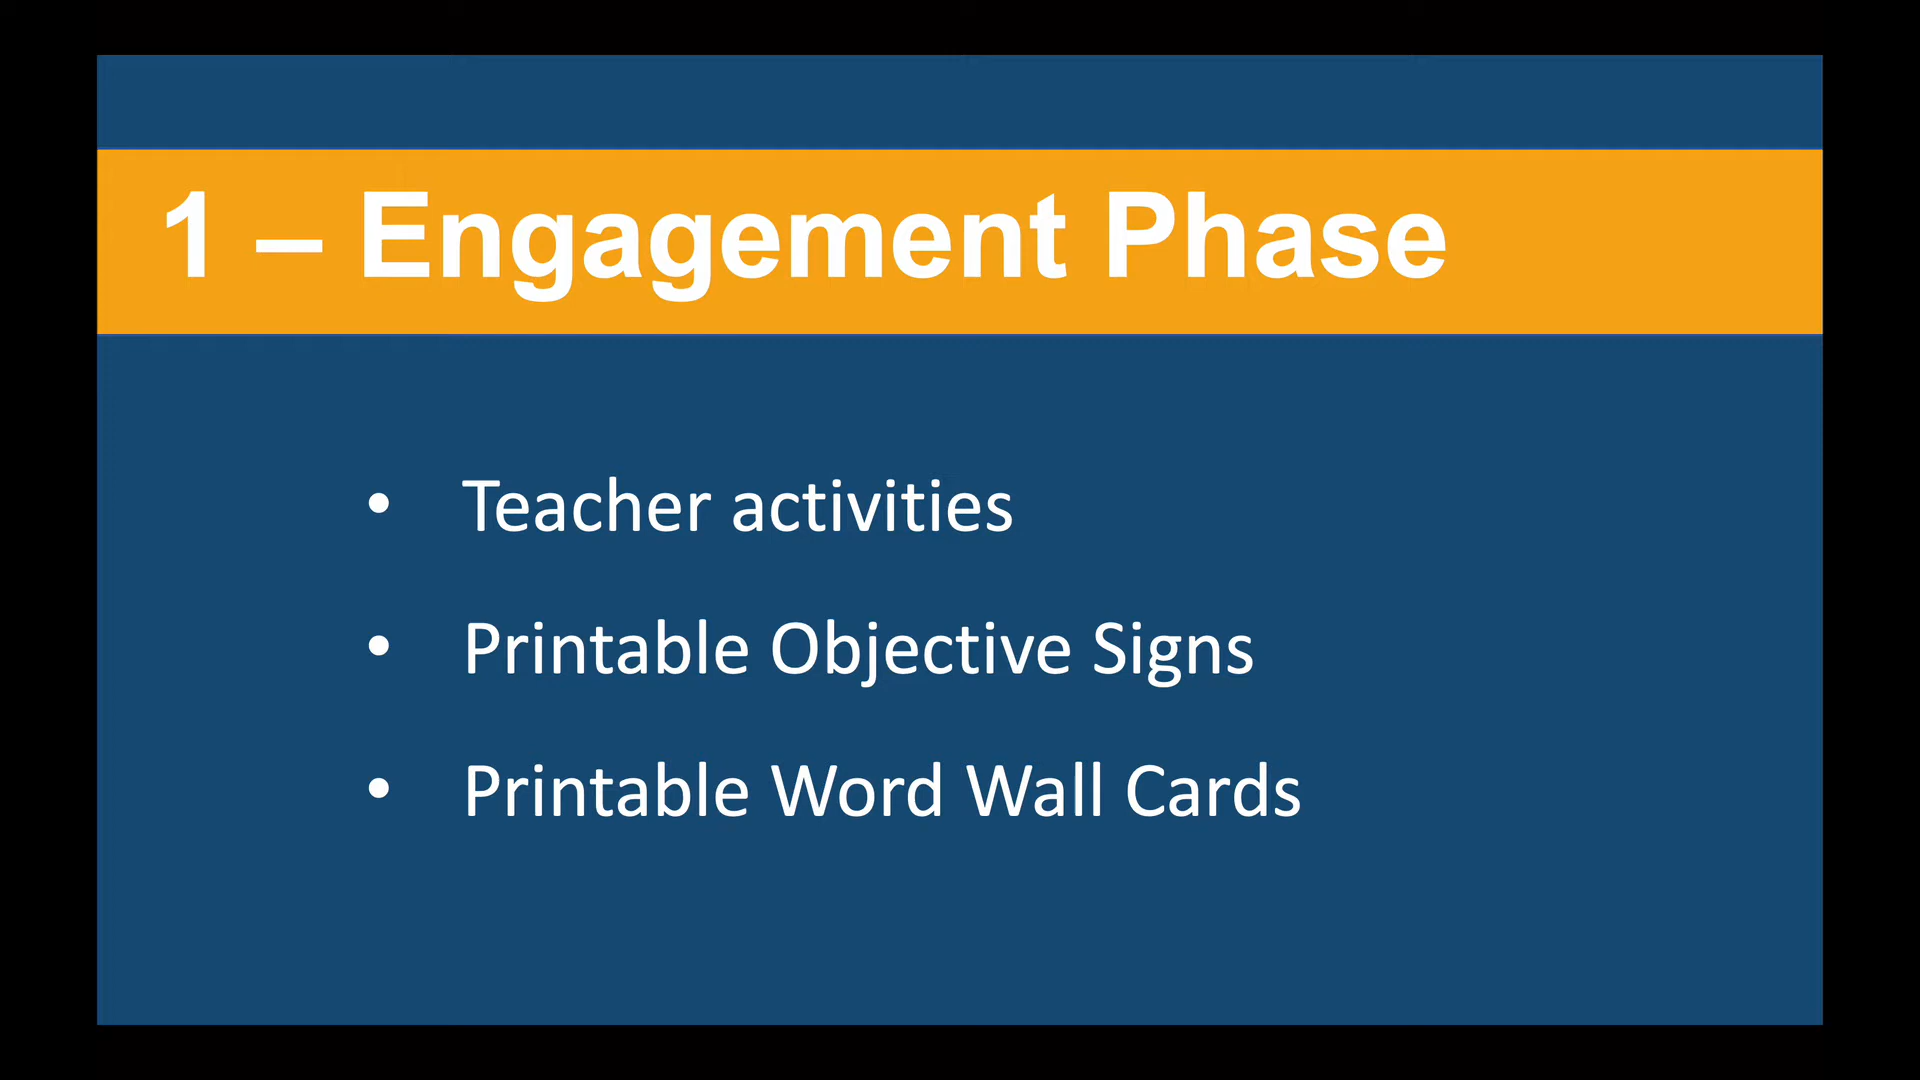 1 – Engagement Phase
• Teacher activities
• Printable Objective Signs
• Printable Word Wall Cards